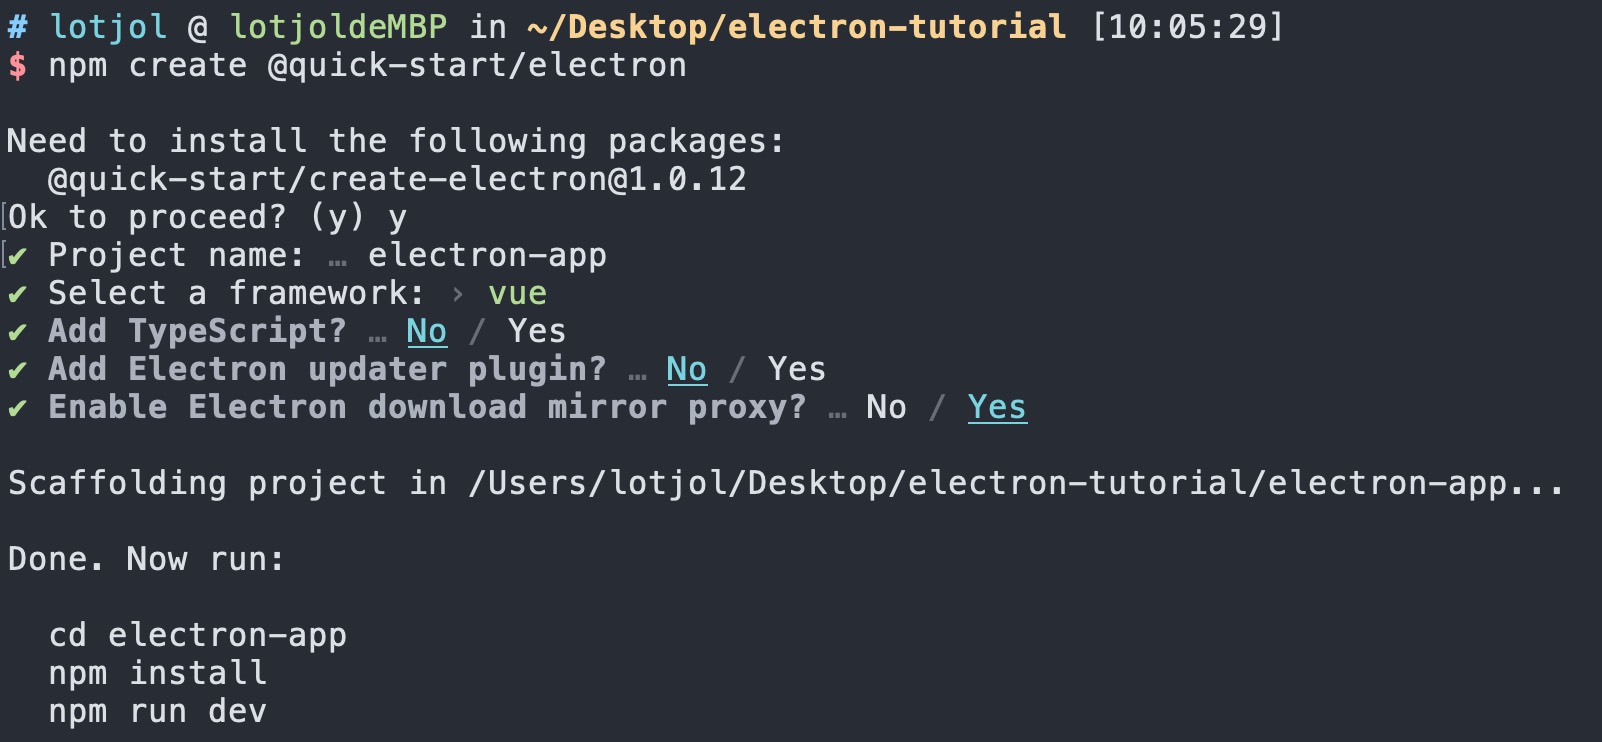 # lotjol @ lotjoldeMBP in ~/Desktop/electron-tutorial [10:05:29]
$ npm create @quick-start/electron
Need to install the following packages:
  @quick-start/create-electron@1.0.12
Ok to proceed? (y) y
✔ Project name: … electron-app
✔ Select a framework: › vue
✔ Add TypeScript? … No / Yes
✔ Add Electron updater plugin? … No / Yes
✔ Enable Electron download mirror proxy? … No / Yes
Scaffolding project in /Users/lotjol/Desktop/electron-tutorial/electron-app...
Done. Now run:
  cd electron-app
  npm install
  npm run dev